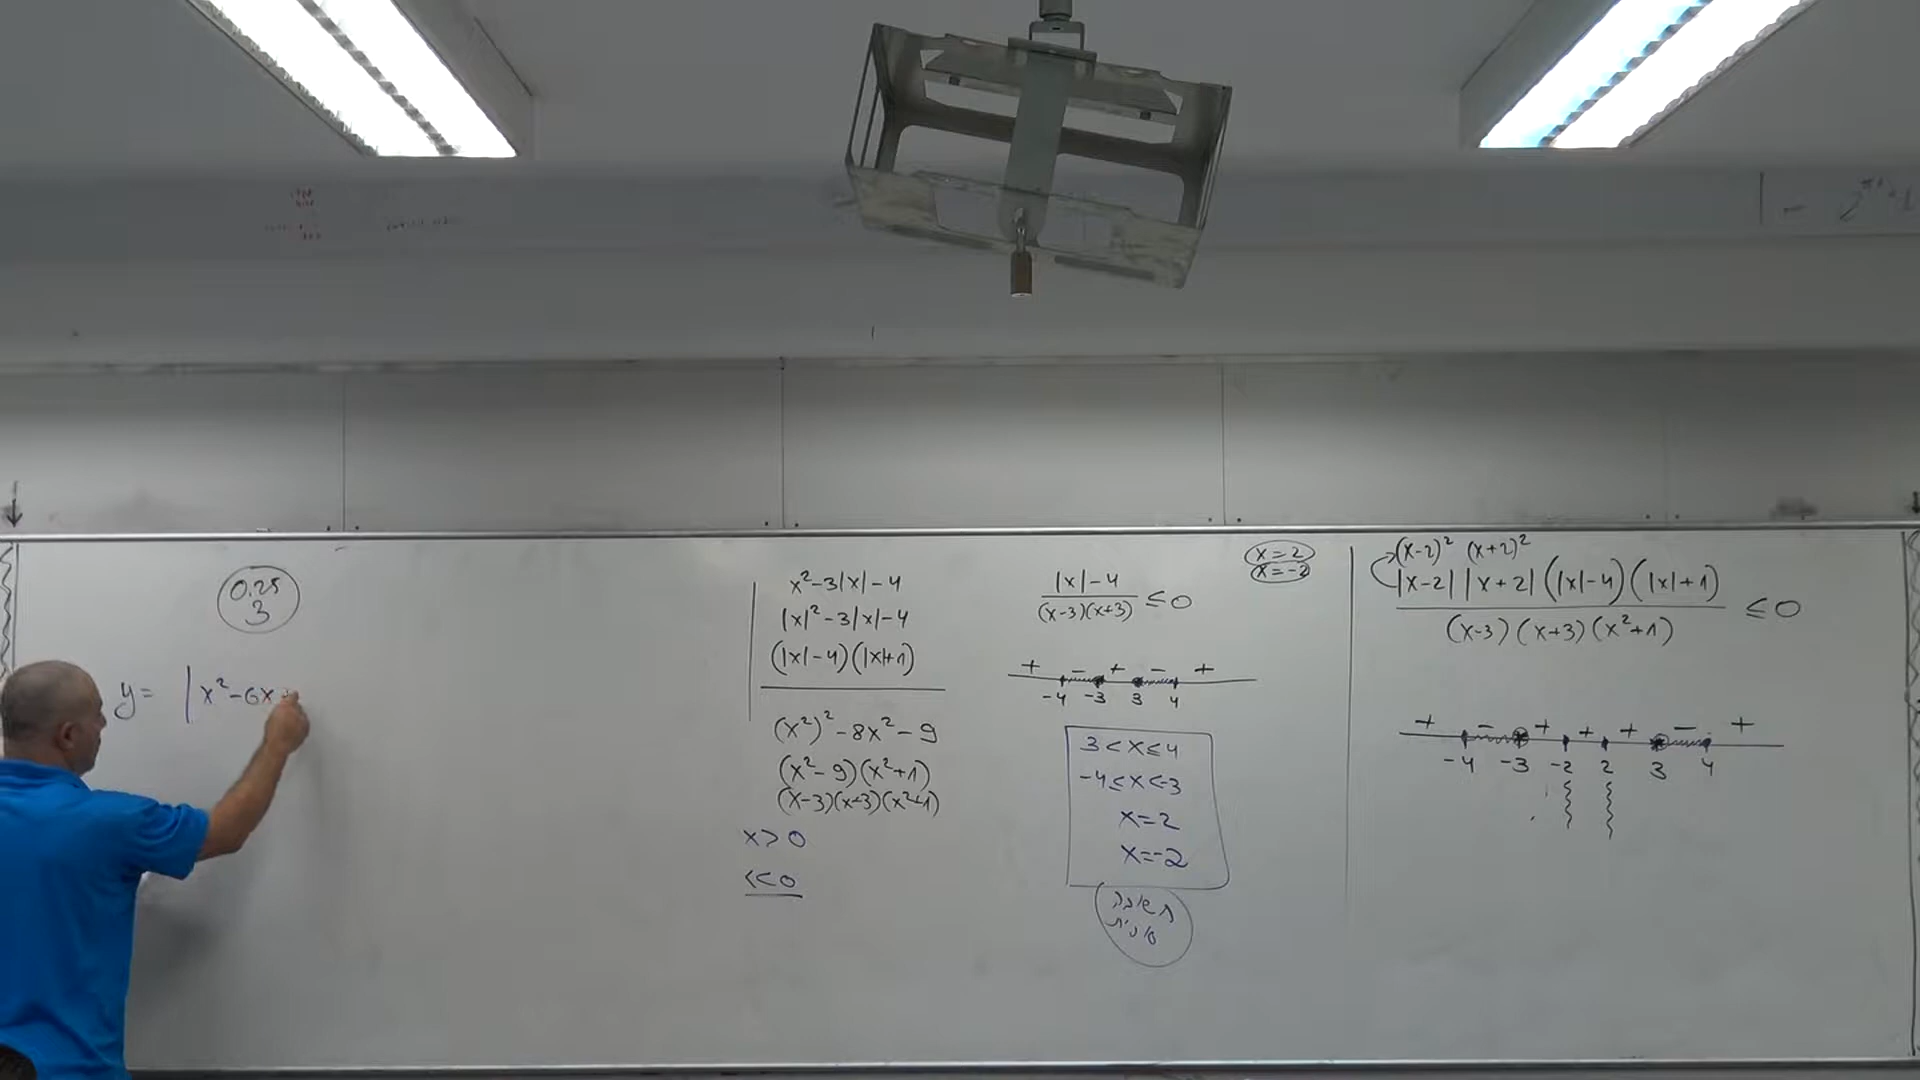 0.25
3
y = |x²-6x
x²-3|x|-4
|x|²-3|x|-4
(|x|-4)(|x|+1)
(x²)²-8x²-9
(x²-9)(x²+1)
(x-3)(x+3)(x²+1)
x>0
x<0
|x|-4
(x-3)(x+3) ≤0
+ - + - +
-4 -3 3 4
3<x≤4
-4≤x<-3
x=2
x=-2
תשובה
סופית
x=2
x=-2
(x-2)² (x+2)²
|x-2||x+2|(|x|-4)(|x|+1)
(x-3)(x+3)(x²+1) ≤0
+ - + + + - +
-4 -3 -2 2 3 4